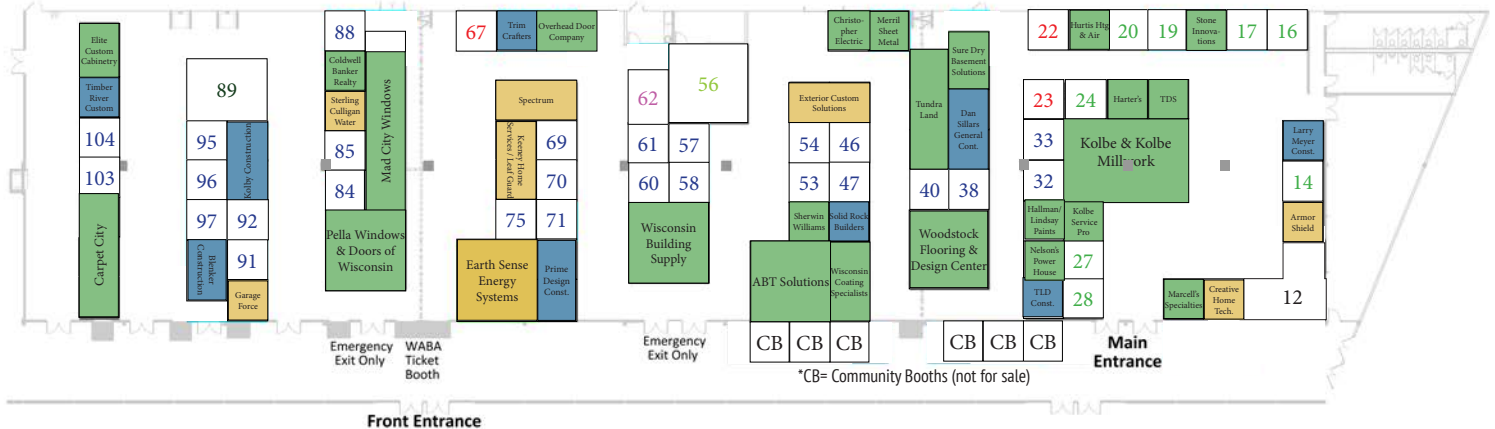 Elite
Custom
Cabinetry
Timber
River
Custom
104
103
Carpet City
89
95
Kolby Construction
96
97
92
Blenker
Construction
91
Garage
Force
88
Coldwell
Banker
Realty
Sterling
Culligan
Water
85
84
Mad City Windows
Pella Windows
& Doors of
Wisconsin
67
Trim
Crafters
Overhead Door
Company
Spectrum
Keeney Home
Services / Leaf Guard
69
70
75
71
Earth Sense
Energy
Systems
Prime
Design
Const.
62
56
61
57
60
58
Wisconsin
Building
Supply
Christo-
pher
Electric
Merril
Sheet
Metal
Exterior Custom
Solutions
54
46
53
47
Sherwin
Williams
Solid Rock
Builders
ABT Solutions
Wisconsin
Coating
Specialists
CB
CB
CB
Tundra
Land
Sure Dry
Basement
Solutions
Dan
Sillars
General
Cont.
40
38
Woodstock
Flooring &
Design Center
CB
CB
CB
22
Hurtis Htg
& Air
20
19
Stone
Innova-
tions
17
16
23
24
Harter's
TDS
33
32
Kolbe & Kolbe
Millwork
Hallman/
Lindsay
Paints
Kolbe
Service
Pro
Nelson's
Power
House
27
TLD
Const.
28
Larry
Meyer
Const.
14
Armor
Shield
12
Marcell's
Specialties
Creative
Home
Tech.
Emergency
Exit Only
WABA
Ticket
Booth
Emergency
Exit Only
Main
Entrance
*CB= Community Booths (not for sale)
Front Entrance